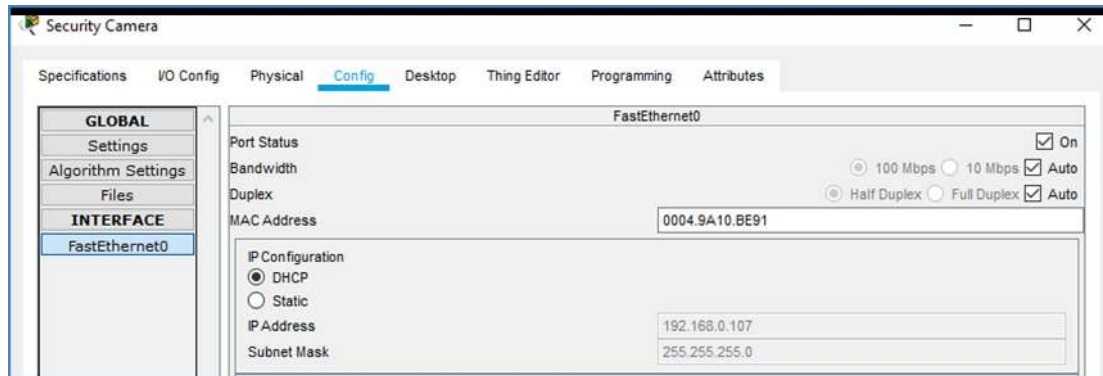 Security Camera
Specifications I/O Config Physical Config Desktop Thing Editor Programming Attributes
GLOBAL
Settings
Algorithm Settings
Files
INTERFACE
FastEthernet0
FastEthernet0
Port Status On
Bandwidth 100 Mbps 10 Mbps Auto
Duplex Half Duplex Full Duplex Auto
MAC Address 0004.9A10.BE91
IP Configuration
DHCP
Static
IP Address 192.168.0.107
Subnet Mask 255.255.255.0